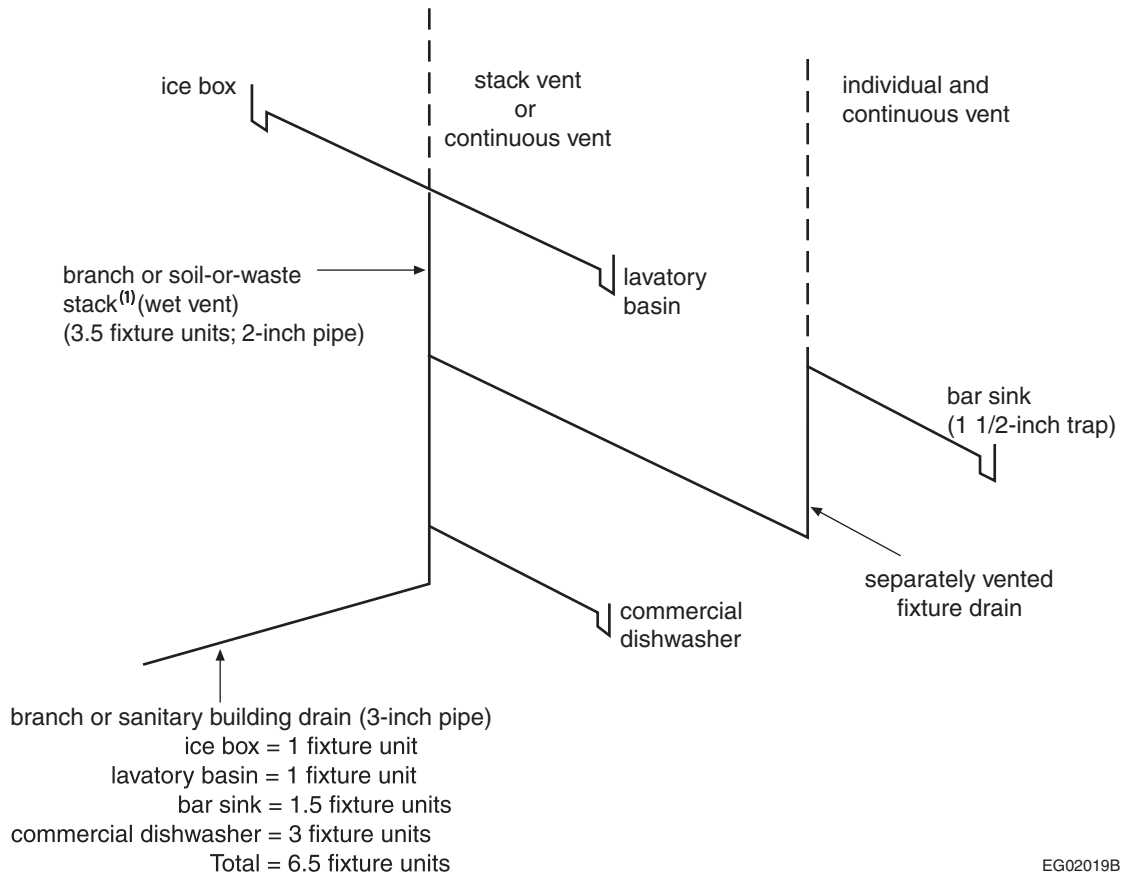 ice box
stack vent
or
continuous vent
individual and
continuous vent
branch or soil-or-waste
stack(1) (wet vent)
(3.5 fixture units; 2-inch pipe)
lavatory
basin
bar sink
(1 1/2-inch trap)
separately vented
fixture drain
commercial
dishwasher
branch or sanitary building drain (3-inch pipe)
ice box = 1 fixture unit
lavatory basin = 1 fixture unit
bar sink = 1.5 fixture units
commercial dishwasher = 3 fixture units
Total = 6.5 fixture units
EG02019B